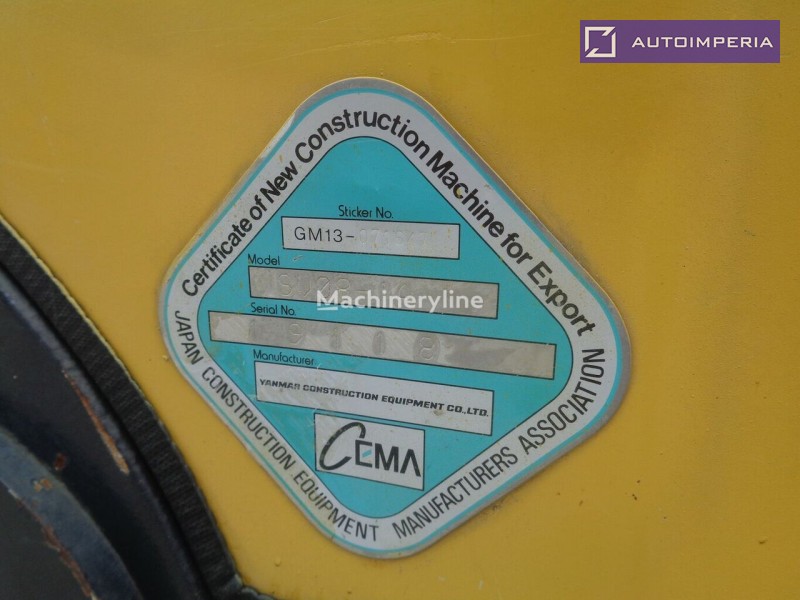 AUTOIMPERIA
Certificate of New Construction Machine for Export
Sticker No.
GM13-
Model
Machineryline
Serial No.
Manufacturer
YANMAR CONSTRUCTION EQUIPMENT CO.,LTD.
CEMA
JAPAN CONSTRUCTION EQUIPMENT MANUFACTURERS ASSOCIATION